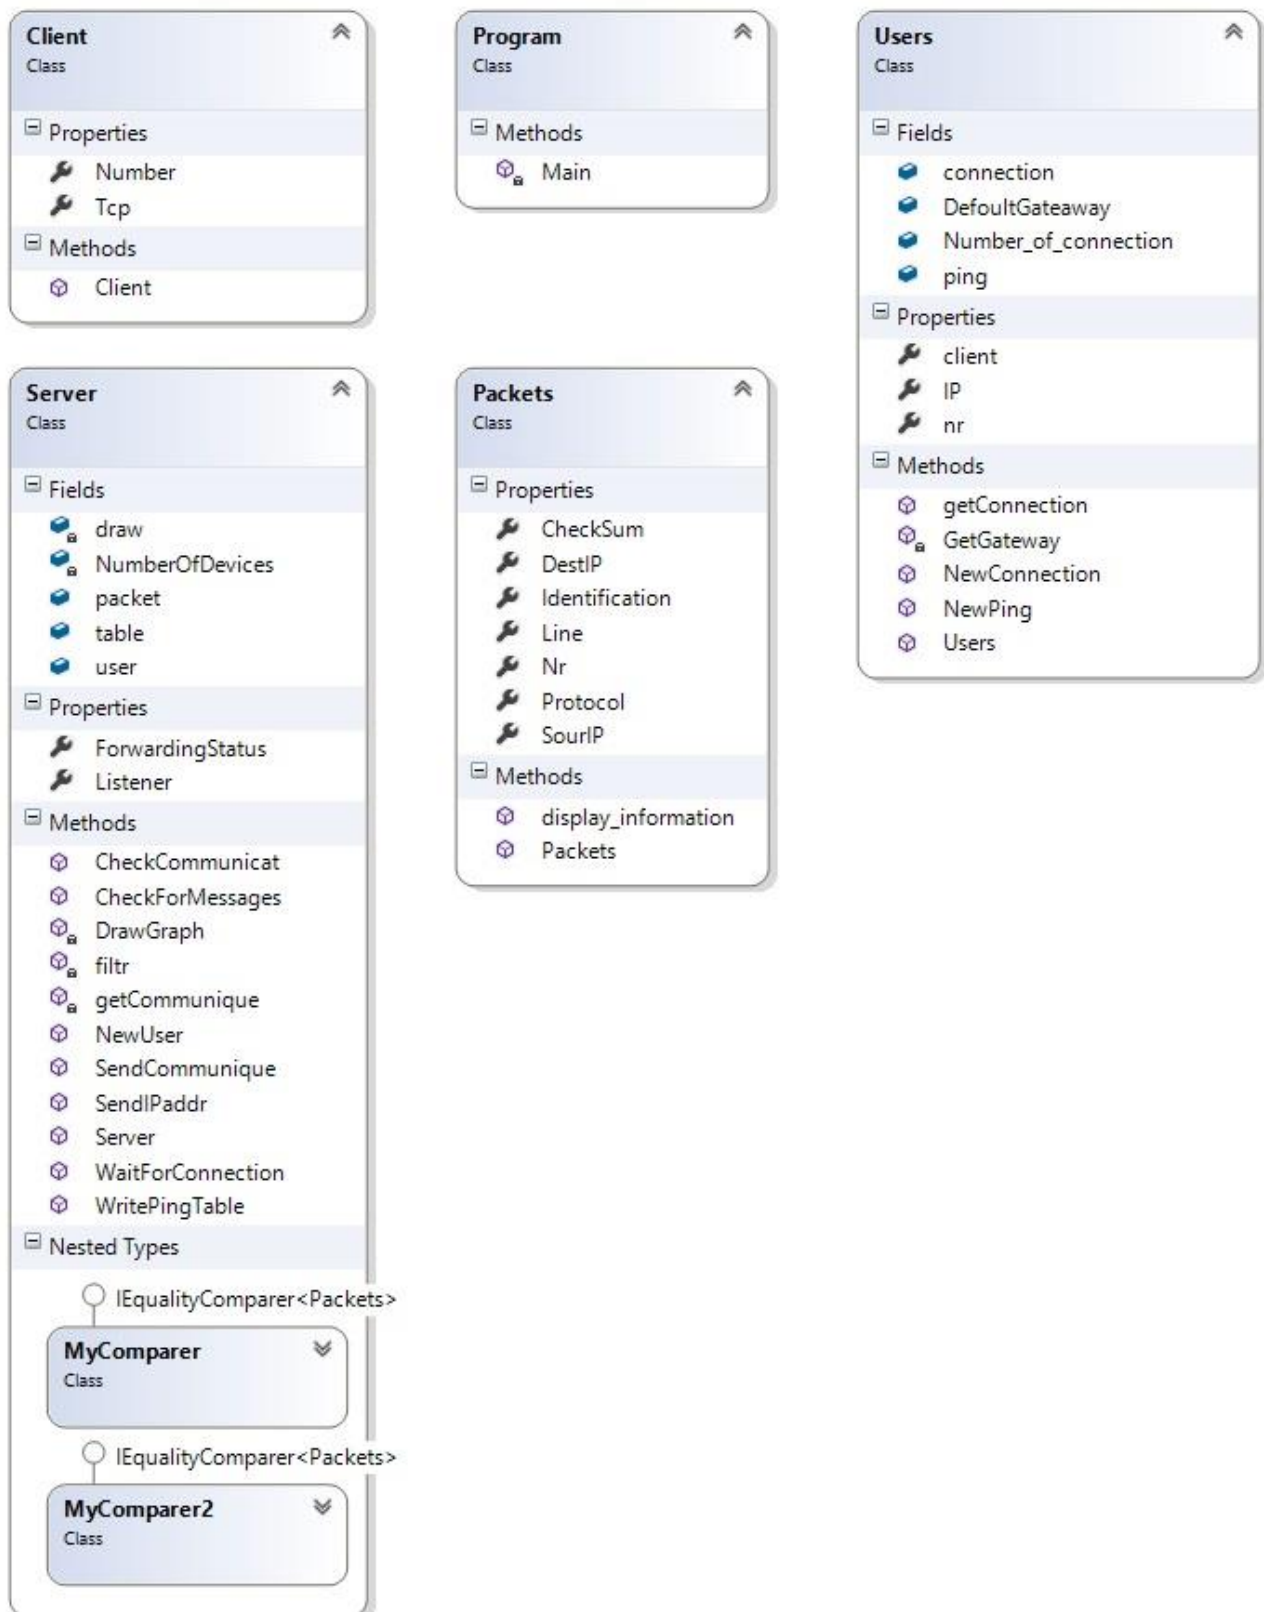 Client
Class
Properties
Number
Tcp
Methods
Client
Program
Class
Methods
Main
Users
Class
Fields
connection
DefoultGateaway
Number_of_connection
ping
Properties
client
IP
nr
Methods
getConnection
GetGateway
NewConnection
NewPing
Users
Server
Class
Fields
draw
NumberOfDevices
packet
table
user
Properties
ForwardingStatus
Listener
Methods
CheckCommunicat
CheckForMessages
DrawGraph
filtr
getCommunique
NewUser
SendCommunique
SendIPaddr
Server
WaitForConnection
WritePingTable
Nested Types
IEqualityComparer<Packets>
MyComparer
Class
IEqualityComparer<Packets>
MyComparer2
Class
Packets
Class
Properties
CheckSum
DestIP
Identification
Line
Nr
Protocol
SourIP
Methods
display_information
Packets